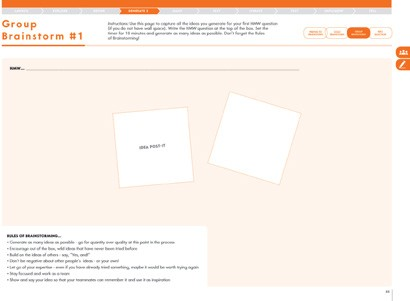 GENERATE 2
Group
Brainstorm #1
Instructions: Use this page to capture all the ideas you generate for your first HMW question
(if you do not have wall space). Write the HMW question at the top of the box. Set the
timer for 10 minutes and generate as many ideas as possible. Don't forget the Rules
of Brainstorming!
HMW...
IDEA POST-IT
RULES OF BRAINSTORMING...
• Generate as many ideas as possible - go for quantity over quality at this point in the process
• Encourage out of the box, wild ideas that have never been tried before
• Build on the ideas of others - say, "Yes, and!"
• Don't be negative about other people's ideas - or your own!
• Let go of your expertise - even if you have already tried something, maybe it would be worth trying again
• Stay focused and work as a team
• Show and say your idea so that your teammates can remember it and use it as inspiration